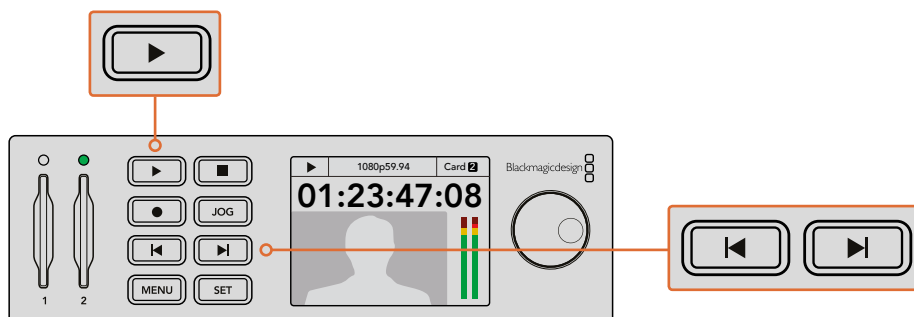 1080p59.94
Card 2
Blackmagicdesign
01:23:47:08
JOG
MENU
SET
1
2